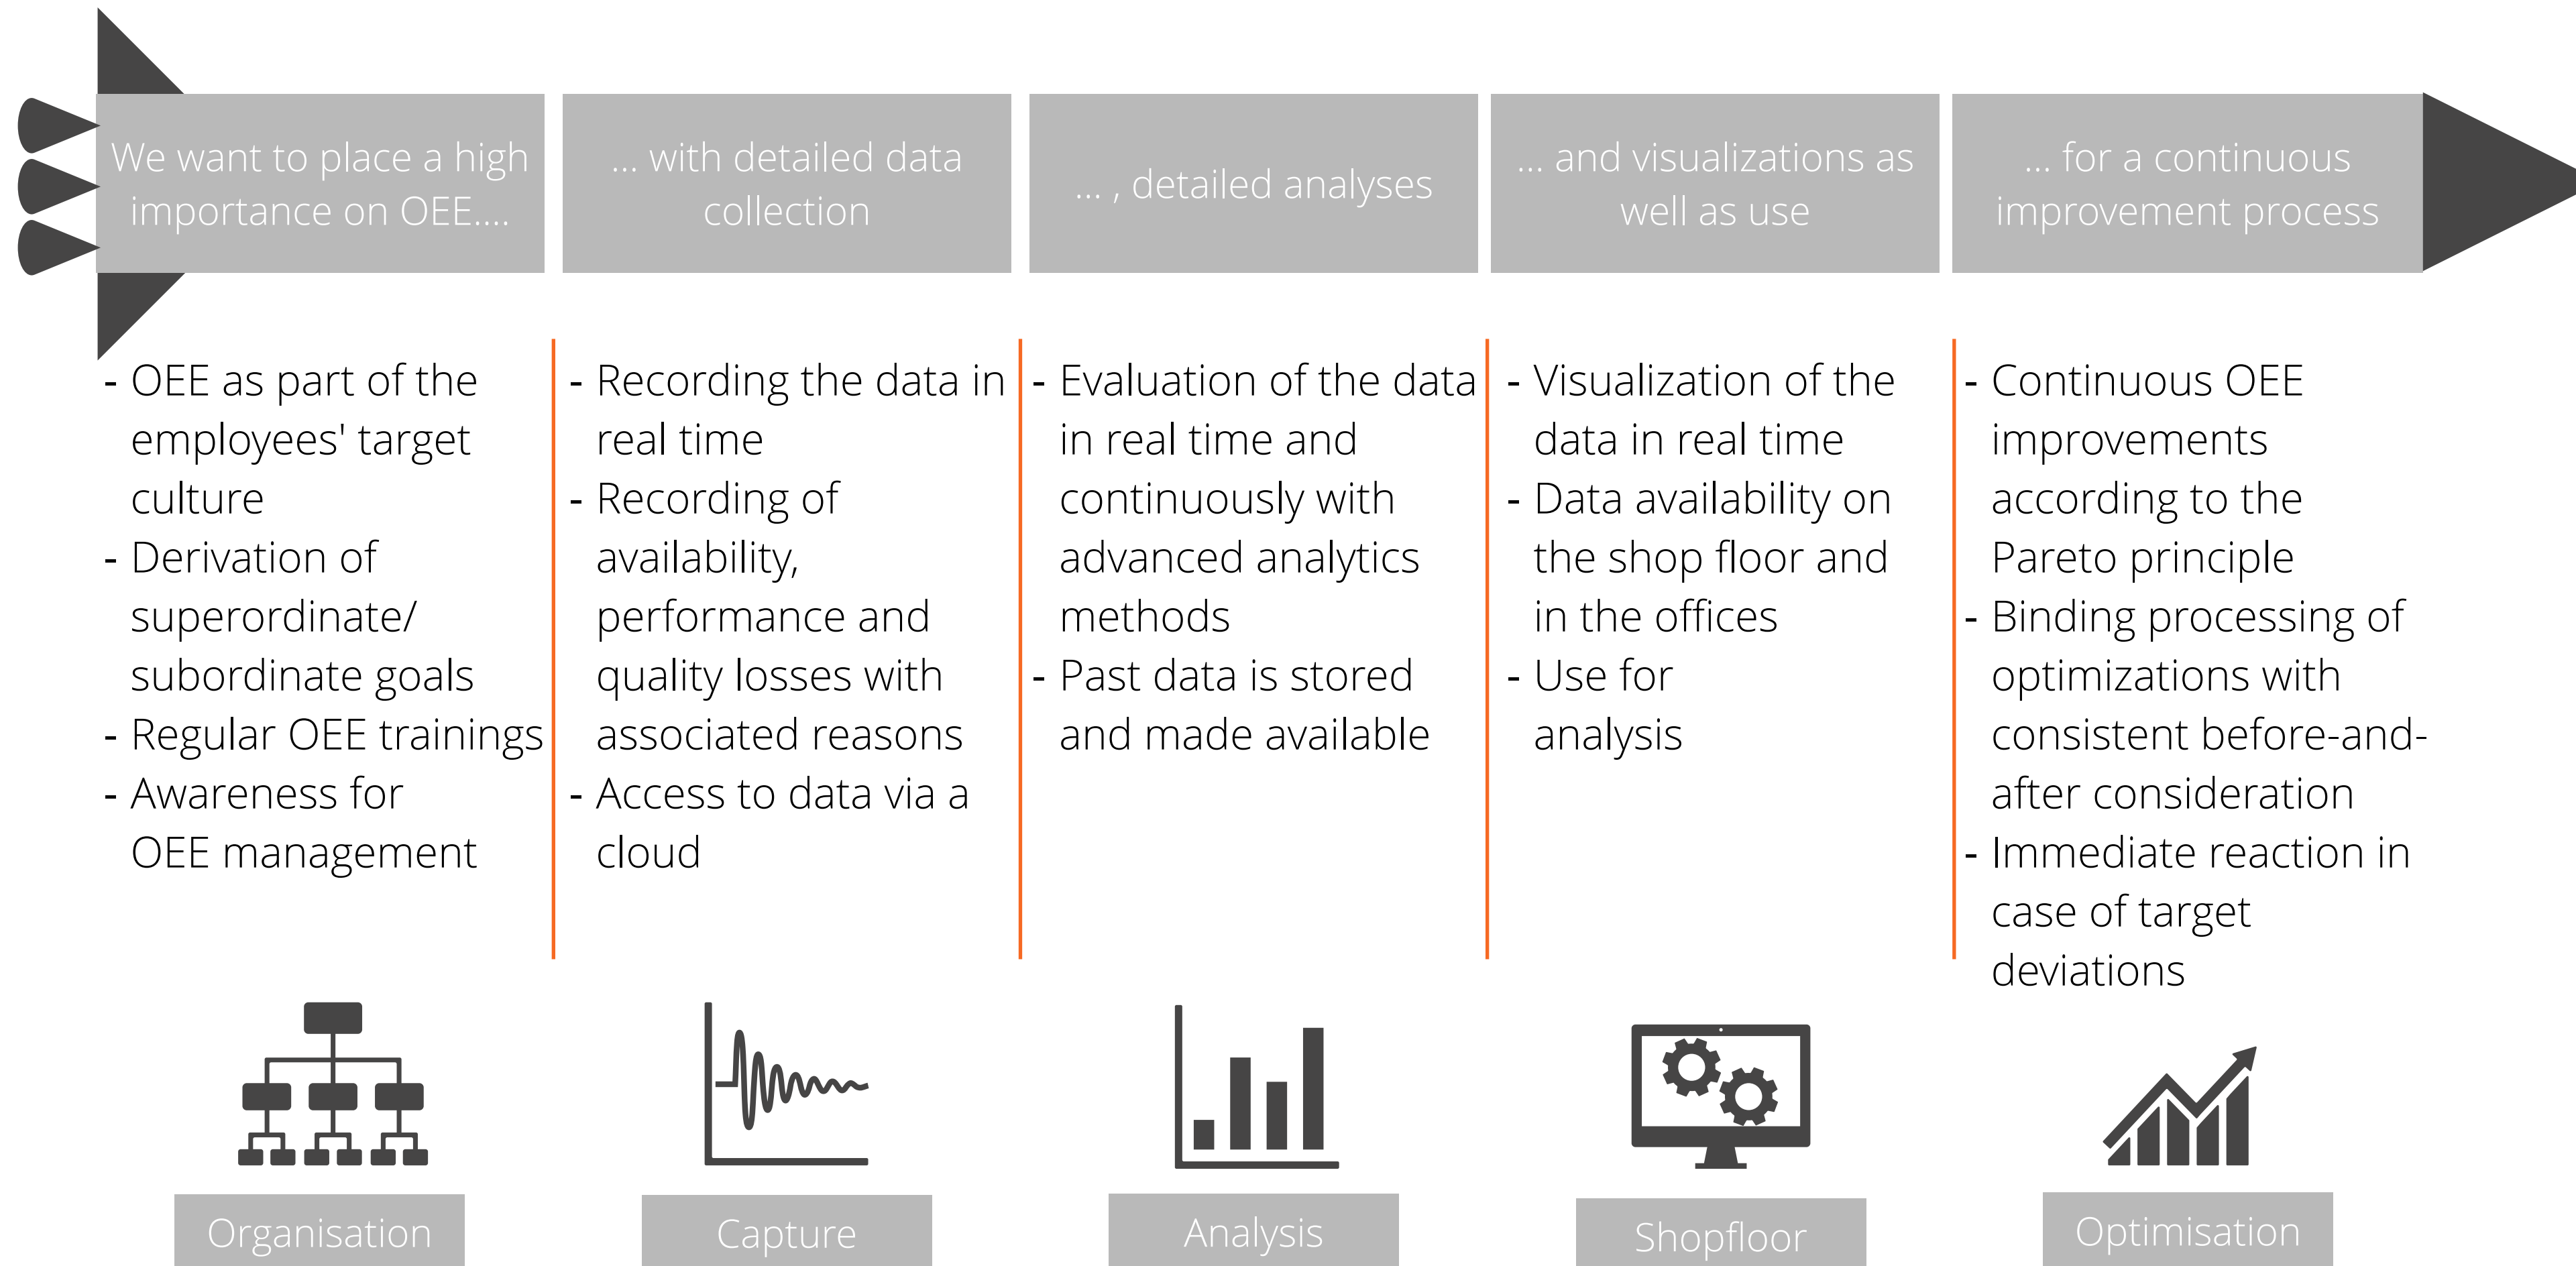 We want to place a high
importance on OEE....
... with detailed data
collection
... , detailed analyses
... and visualizations as
well as use
... for a continuous
improvement process
- OEE as part of the
employees' target
culture
- Derivation of
superordinate/
subordinate goals
- Regular OEE trainings
- Awareness for
OEE management
- Recording the data in
real time
- Recording of
availability,
performance and
quality losses with
associated reasons
- Access to data via a
cloud
- Evaluation of the data
in real time and
continuously with
advanced analytics
methods
- Past data is stored
and made available
- Visualization of the
data in real time
- Data availability on
the shop floor and
in the offices
- Use for
analysis
- Continuous OEE
improvements
according to the
Pareto principle
- Binding processing of
optimizations with
consistent before-and-
after consideration
- Immediate reaction in
case of target
deviations
Organisation
Capture
Analysis
Shopfloor
Optimisation